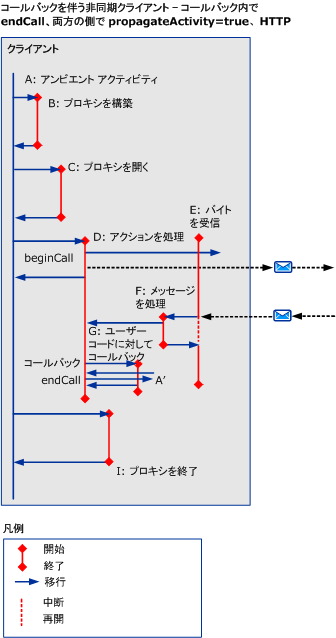 コールバックを伴う非同期クライアント – コールバック内で
endCall、両方の側で propagateActivity=true、HTTP
クライアント
A: アンビエント アクティビティ
B: プロキシを構築
C: プロキシを開く
E: バイト
を受信
D: アクションを処理
beginCall
F: メッセージ
を処理
G: ユーザー
コードに対して
コールバック
コールバック
endCall
A'
I: プロキシを終了
凡例
開始
終了
移行
中断
再開